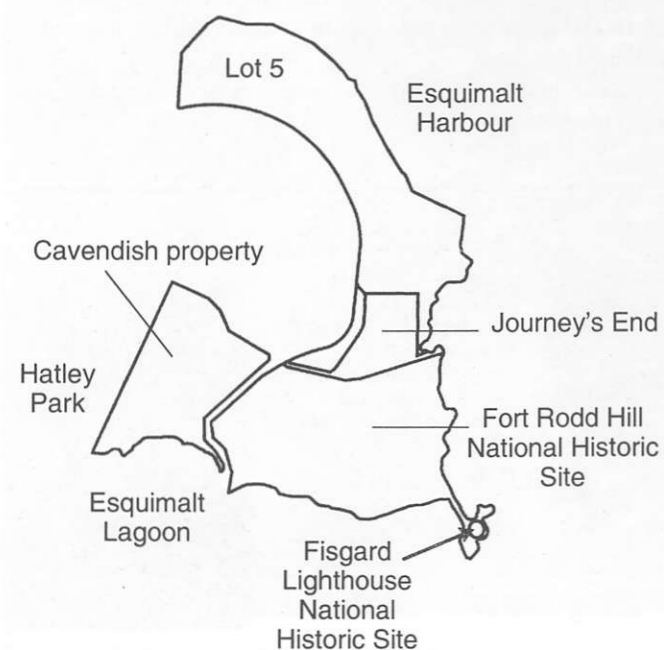 Lot 5
Esquimalt
Harbour
Cavendish property
Journey's End
Hatley
Park
Fort Rodd Hill
National Historic
Site
Esquimalt
Lagoon
Fisgard
Lighthouse
National
Historic Site